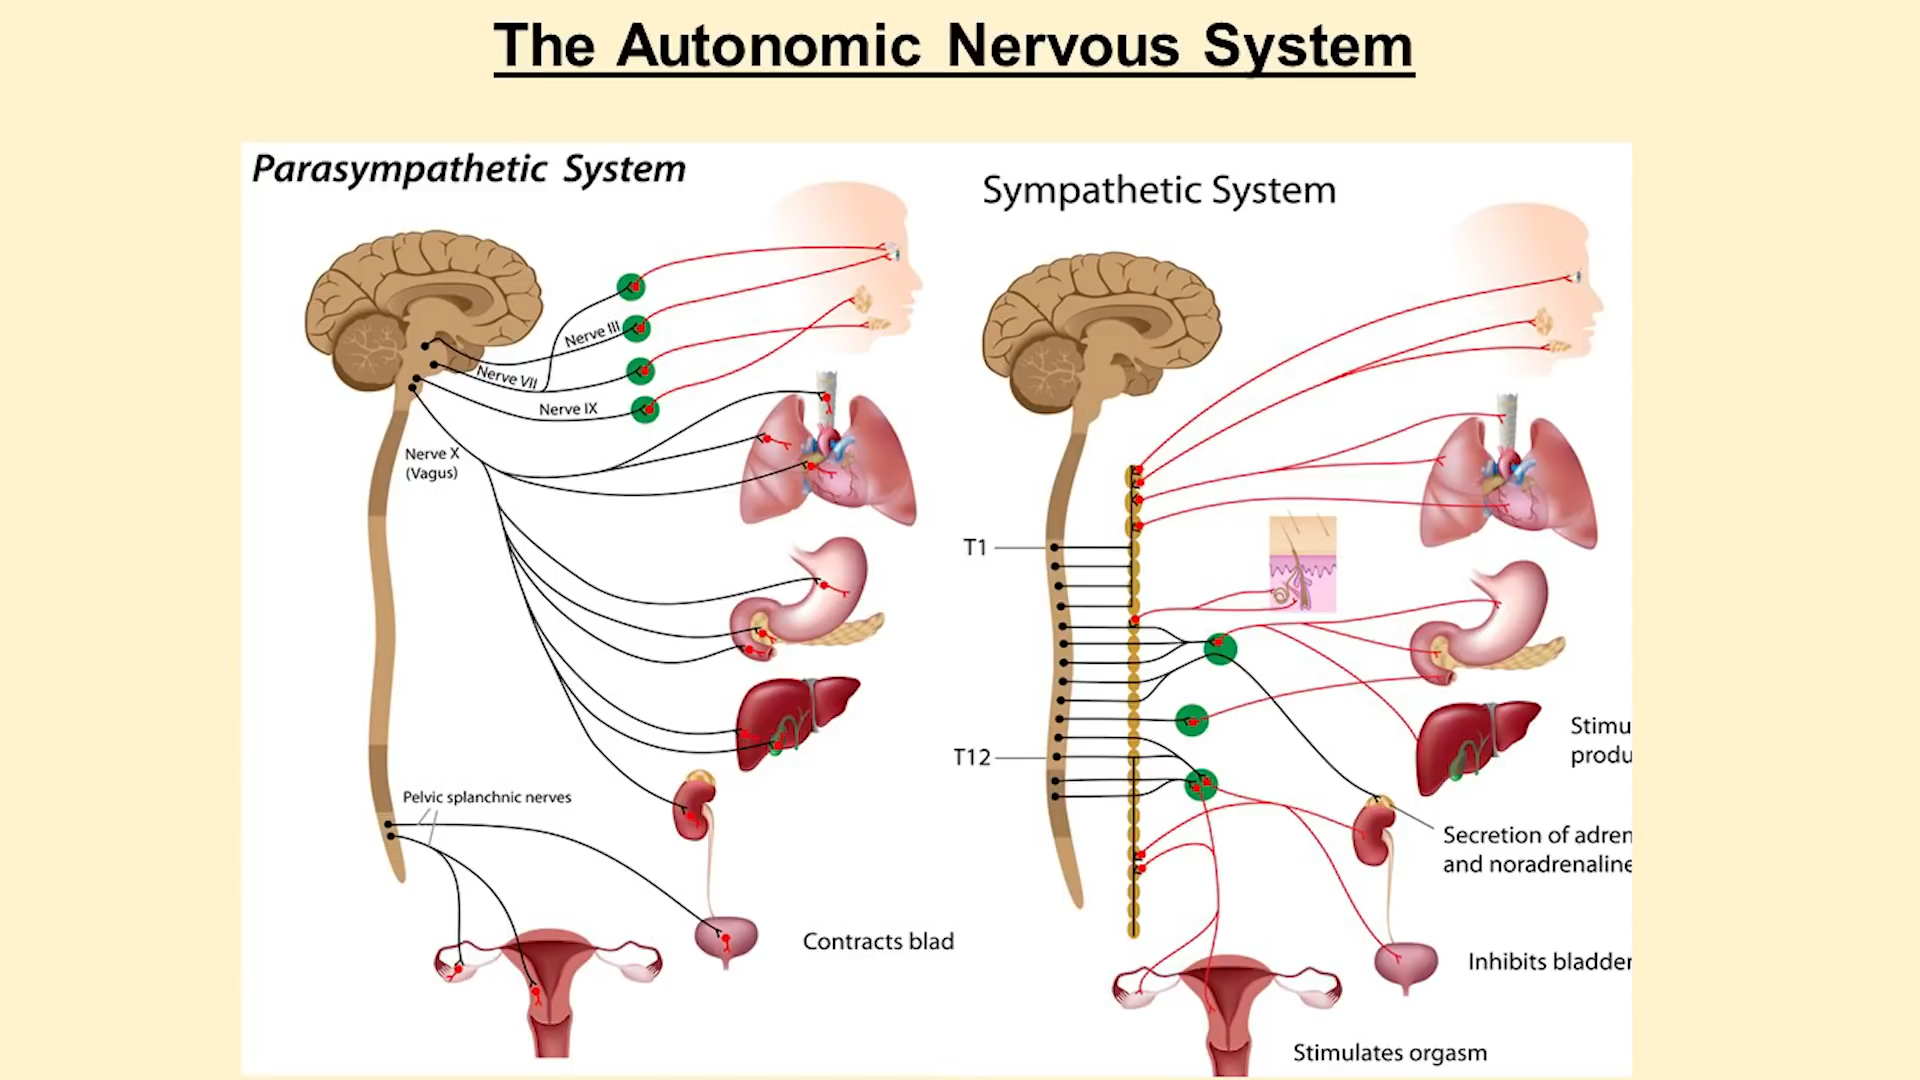 The Autonomic Nervous System
Parasympathetic System
Nerve III
Nerve VII
Nerve IX
Nerve X
(Vagus)
Pelvic splanchnic nerves
Contracts blad
Sympathetic System
T1
T12
Stimu
produ
Secretion of adren
and noradrenaline
Inhibits bladder
Stimulates orgasm